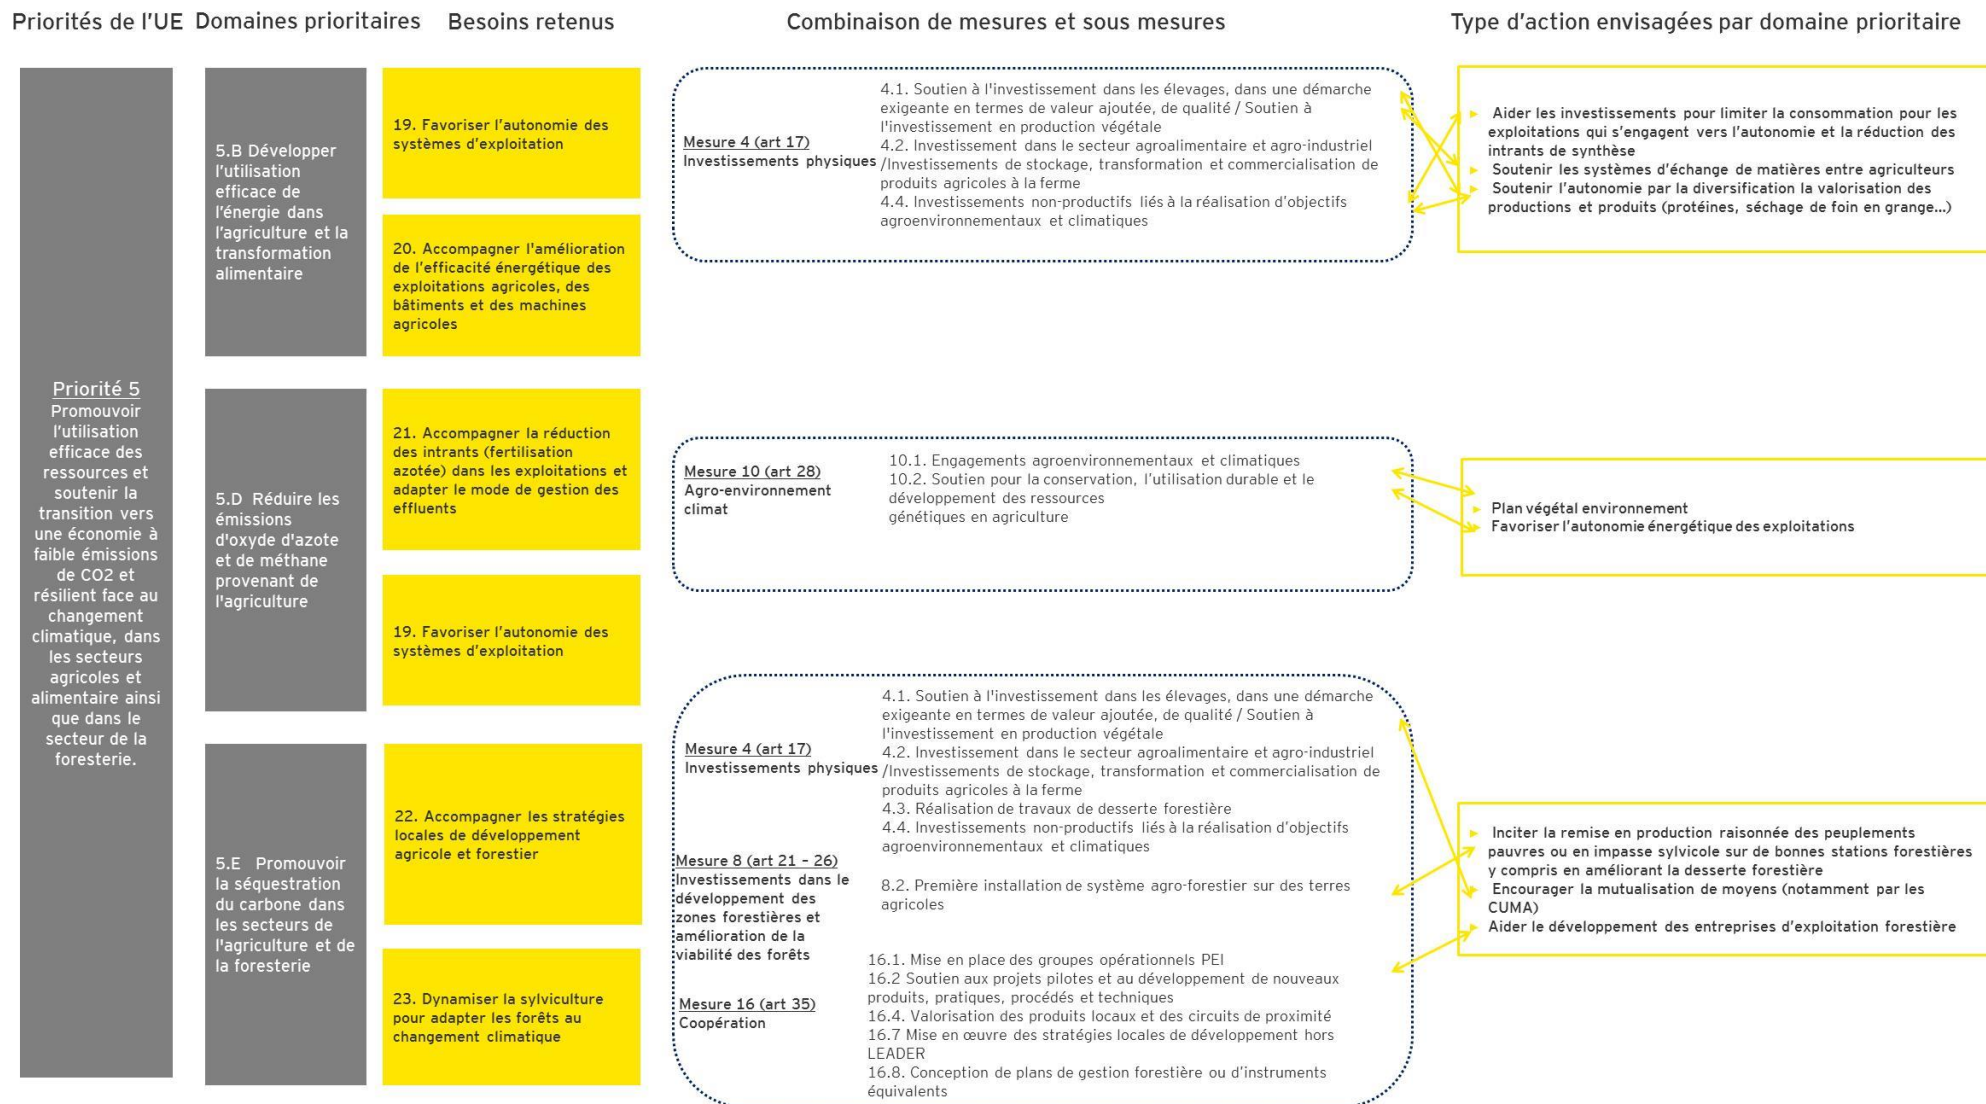 Priorités de l'UE
Domaines prioritaires
Besoins retenus
Combinaison de mesures et sous mesures
Type d'action envisagées par domaine prioritaire
Priorité 5
Promouvoir
l'utilisation
efficace des
ressources et
soutenir la
transition vers
une économie à
faible émissions
de CO2 et
résilient face au
changement
climatique, dans
les secteurs
agricoles et
alimentaire ainsi
que dans le
secteur de la
foresterie.
5.B Développer
l'utilisation
efficace de
l'énergie dans
l'agriculture et la
transformation
alimentaire
19. Favoriser l'autonomie des
systèmes d'exploitation
20. Accompagner l'amélioration
de l'efficacité énergétique des
exploitations agricoles, des
bâtiments et des machines
agricoles
Mesure 4 (art 17)
Investissements physiques
4.1. Soutien à l'investissement dans les élevages, dans une démarche
exigeante en termes de valeur ajoutée, de qualité / Soutien à
l'investissement en production végétale
4.2. Investissement dans le secteur agroalimentaire et agro-industriel
/Investissements de stockage, transformation et commercialisation de
produits agricoles à la ferme
4.4. Investissements non-productifs liés à la réalisation d'objectifs
agroenvironnementaux et climatiques
► Aider les investissements pour limiter la consommation pour les
exploitations qui s'engagent vers l'autonomie et la réduction des
intrants de synthèse
► Soutenir les systèmes d'échange de matières entre agriculteurs
► Soutenir l'autonomie par la diversification la valorisation des
productions et produits (protéines, séchage de foin en grange...)
5.D Réduire les
émissions
d'oxyde d'azote
et de méthane
provenant de
l'agriculture
21. Accompagner la réduction
des intrants (fertilisation
azotée) dans les exploitations et
adapter le mode de gestion des
effluents
19. Favoriser l'autonomie des
systèmes d'exploitation
Mesure 10 (art 28)
Agro-environnement
climat
10.1. Engagements agroenvironnementaux et climatiques
10.2. Soutien pour la conservation, l'utilisation durable et le
développement des ressources
génétiques en agriculture
► Plan végétal environnement
► Favoriser l'autonomie énergétique des exploitations
5.E Promouvoir
la séquestration
du carbone dans
les secteurs de
l'agriculture et de
la foresterie
22. Accompagner les stratégies
locales de développement
agricole et forestier
23. Dynamiser la sylviculture
pour adapter les forêts au
changement climatique
Mesure 4 (art 17)
Investissements physiques
4.1. Soutien à l'investissement dans les élevages, dans une démarche
exigeante en termes de valeur ajoutée, de qualité / Soutien à
l'investissement en production végétale
4.2. Investissement dans le secteur agroalimentaire et agro-industriel
/Investissements de stockage, transformation et commercialisation de
produits agricoles à la ferme
4.3. Réalisation de travaux de desserte forestière
4.4. Investissements non-productifs liés à la réalisation d'objectifs
agroenvironnementaux et climatiques
Mesure 8 (art 21 – 26)
Investissements dans le
développement des
zones forestières et
amélioration de la
viabilité des forêts
8.2. Première installation de système agro-forestier sur des terres
agricoles
Mesure 16 (art 35)
Coopération
16.1. Mise en place des groupes opérationnels PEI
16.2 Soutien aux projets pilotes et au développement de nouveaux
produits, pratiques, procédés et techniques
16.4. Valorisation des produits locaux et des circuits de proximité
16.7 Mise en œuvre des stratégies locales de développement hors
LEADER
16.8. Conception de plans de gestion forestière ou d'instruments
équivalents
► Inciter la remise en production raisonnée des peuplements
pauvres ou en impasse sylvicole sur de bonnes stations forestières
y compris en améliorant la desserte forestière
► Encourager la mutualisation de moyens (notamment par les
CUMA)
► Aider le développement des entreprises d'exploitation forestière